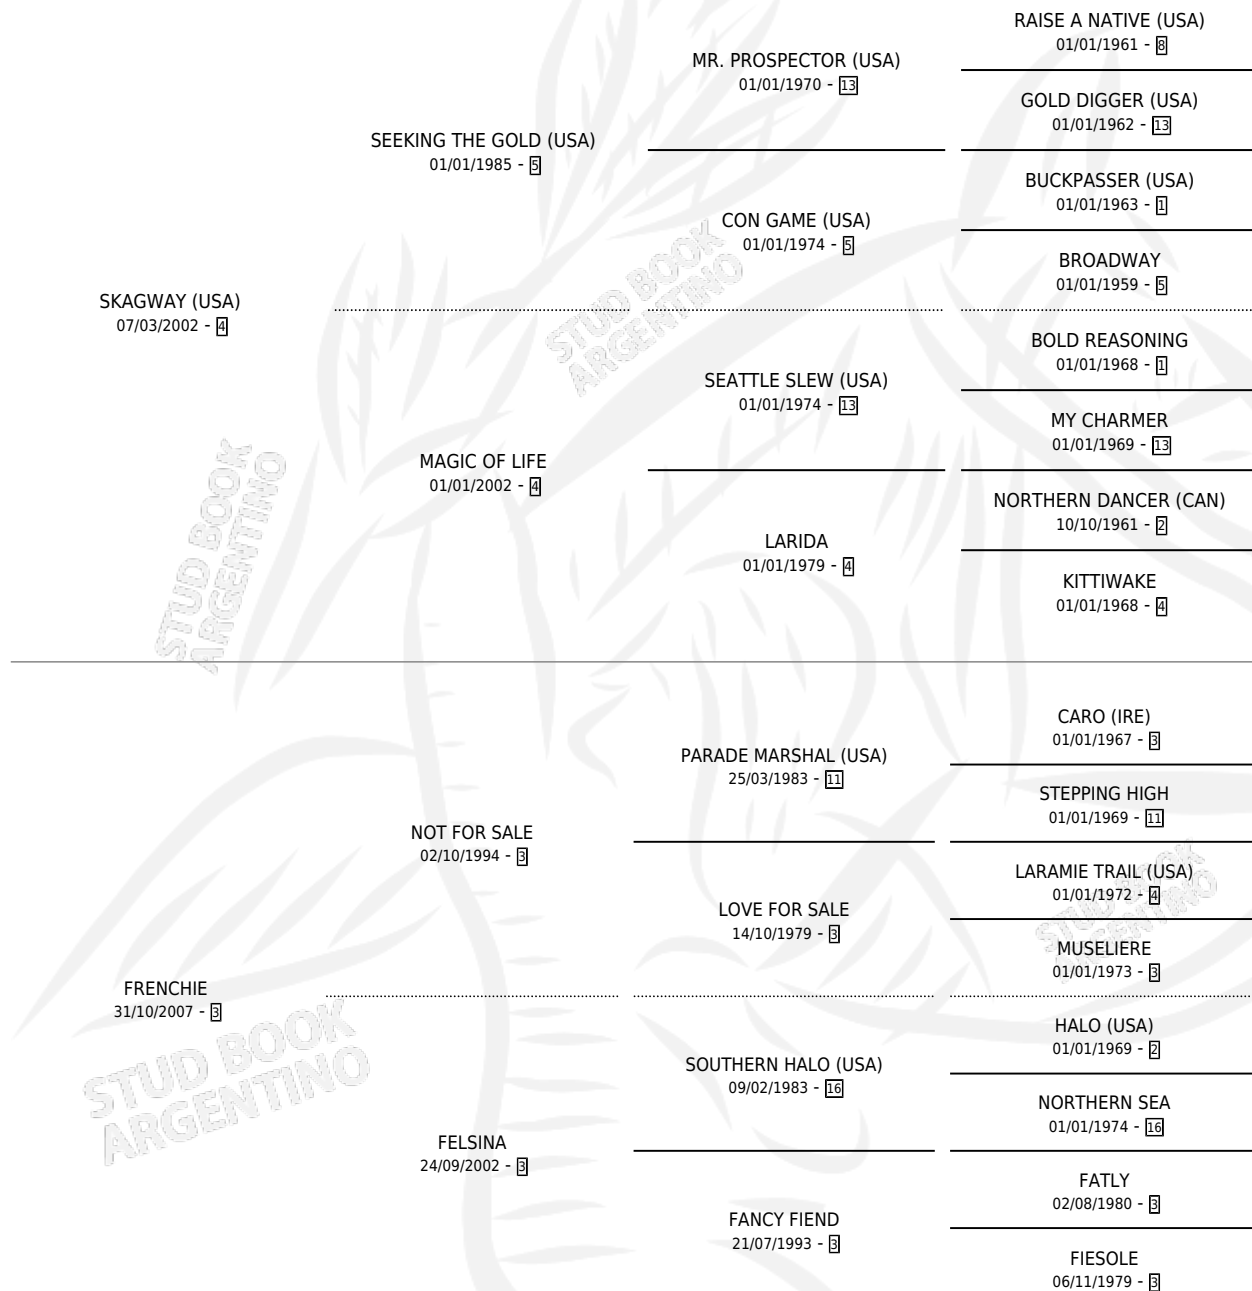 SKAGWAY (USA)
07/03/2002 - 4
SEEKING THE GOLD (USA)
01/01/1985 - 5
MR. PROSPECTOR (USA)
01/01/1970 - 13
RAISE A NATIVE (USA)
01/01/1961 - 8
GOLD DIGGER (USA)
01/01/1962 - 13
CON GAME (USA)
01/01/1974 - 5
BUCKPASSER (USA)
01/01/1963 - 1
BROADWAY
01/01/1959 - 5
MAGIC OF LIFE
01/01/2002 - 4
SEATTLE SLEW (USA)
01/01/1974 - 13
BOLD REASONING
01/01/1968 - 1
MY CHARMER
01/01/1969 - 13
LARIDA
01/01/1979 - 4
NORTHERN DANCER (CAN)
10/10/1961 - 2
KITTIWAKE
01/01/1968 - 4
FRENCHIE
31/10/2007 - 3
NOT FOR SALE
02/10/1994 - 3
PARADE MARSHAL (USA)
25/03/1983 - 11
CARO (IRE)
01/01/1967 - 3
STEPPING HIGH
01/01/1969 - 11
LOVE FOR SALE
14/10/1979 - 3
LARAMIE TRAIL (USA)
01/01/1972 - 4
MUSELIERE
01/01/1973 - 3
FELSINA
24/09/2002 - 3
SOUTHERN HALO (USA)
09/02/1983 - 16
HALO (USA)
01/01/1969 - 2
NORTHERN SEA
01/01/1974 - 16
FANCY FIEND
21/07/1993 - 3
FATLY
02/08/1980 - 3
FIESOLE
06/11/1979 - 3
STUD BOOK
ARGENTINO
STUD BOOK
ARGENTINO
STUD BOOK
ARGENTINO
STUD BOOK
ARGENTINO